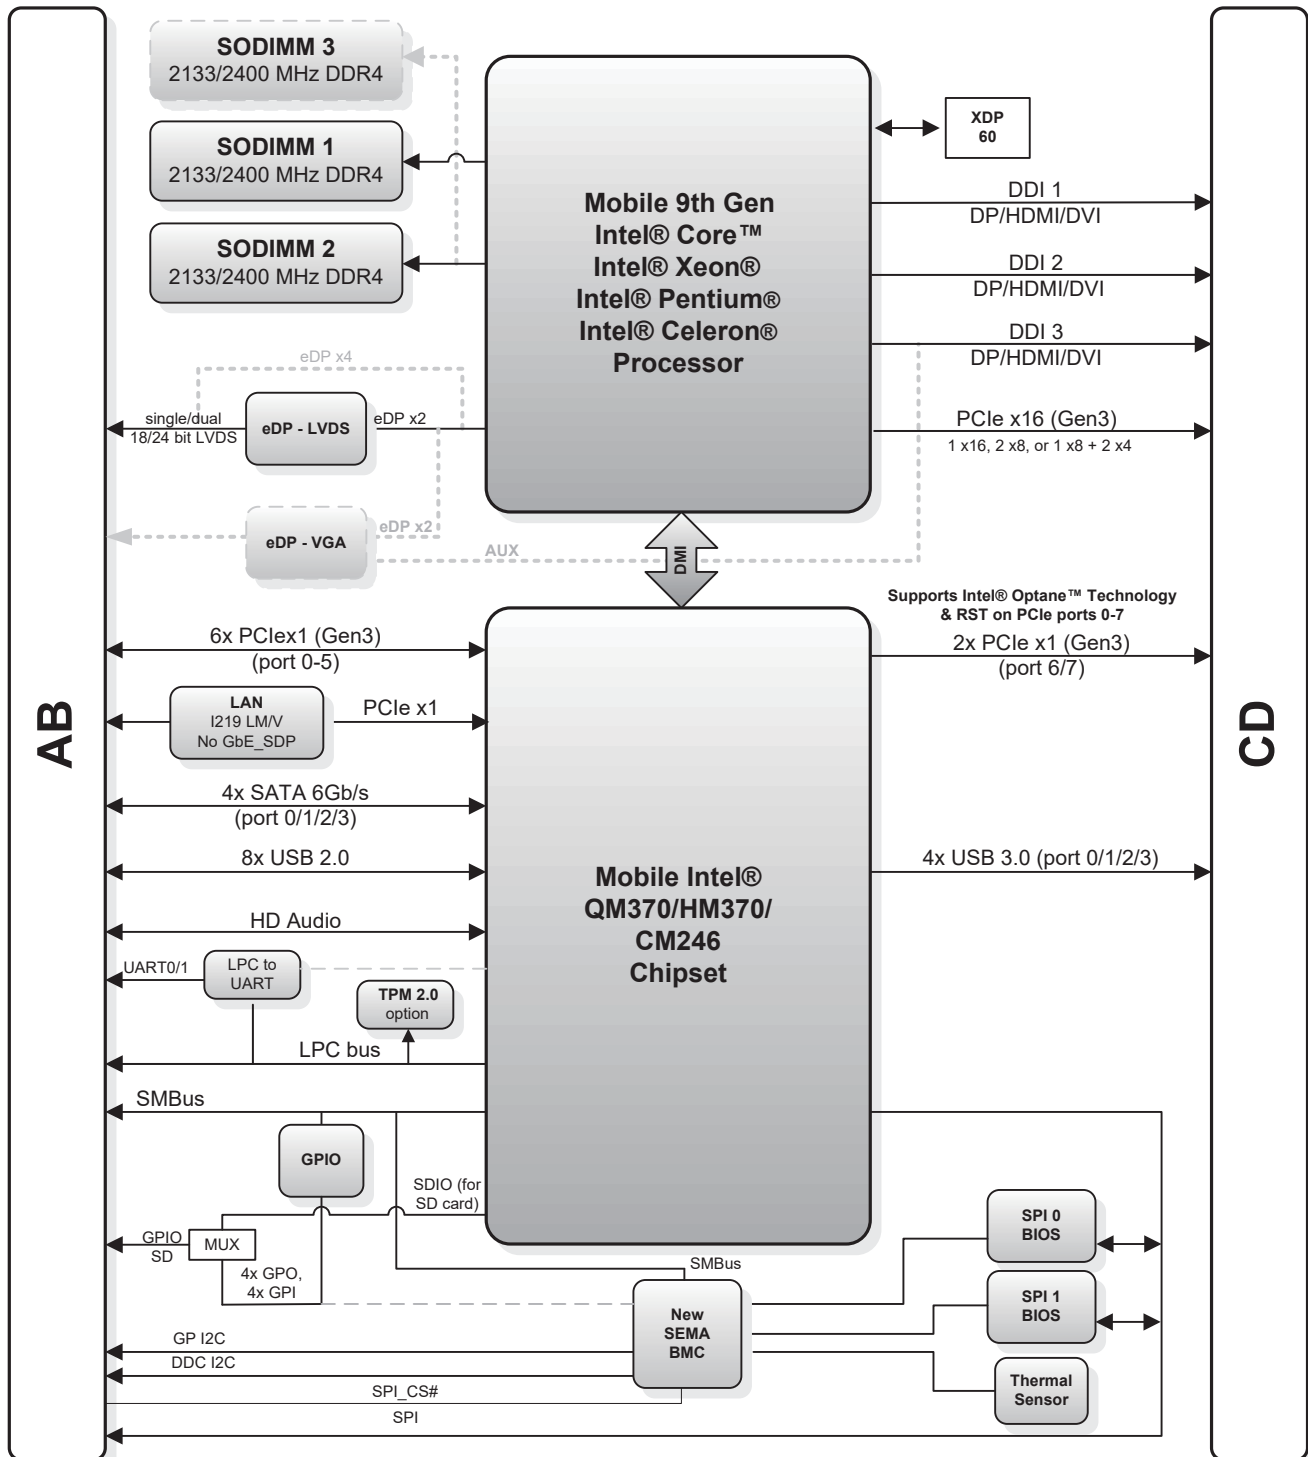 SODIMM 3
2133/2400 MHz DDR4
SODIMM 1
2133/2400 MHz DDR4
SODIMM 2
2133/2400 MHz DDR4
Mobile 9th Gen
Intel® Core™
Intel® Xeon®
Intel® Pentium®
Intel® Celeron®
Processor
XDP
60
DDI 1
DP/HDMI/DVI
DDI 2
DP/HDMI/DVI
DDI 3
DP/HDMI/DVI
PCIe x16 (Gen3)
1 x16, 2 x8, or 1 x8 + 2 x4
eDP x4
single/dual
18/24 bit LVDS
eDP - LVDS
eDP x2
eDP - VGA
eDP x2
AUX
DMI
Supports Intel® Optane™ Technology
& RST on PCIe ports 0-7
2x PCIe x1 (Gen3)
(port 6/7)
6x PCIex1 (Gen3)
(port 0-5)
AB
CD
LAN
I219 LM/V
No GbE_SDP
PCIe x1
4x SATA 6Gb/s
(port 0/1/2/3)
8x USB 2.0
4x USB 3.0 (port 0/1/2/3)
Mobile Intel®
QM370/HM370/
CM246
Chipset
HD Audio
UART0/1
LPC to
UART
TPM 2.0
option
LPC bus
SMBus
GPIO
SDIO (for
SD card)
GPIO
SD
MUX
4x GPO,
4x GPI
SMBus
New
SEMA
BMC
SPI 0
BIOS
SPI 1
BIOS
Thermal
Sensor
GP I2C
DDC I2C
SPI_CS#
SPI